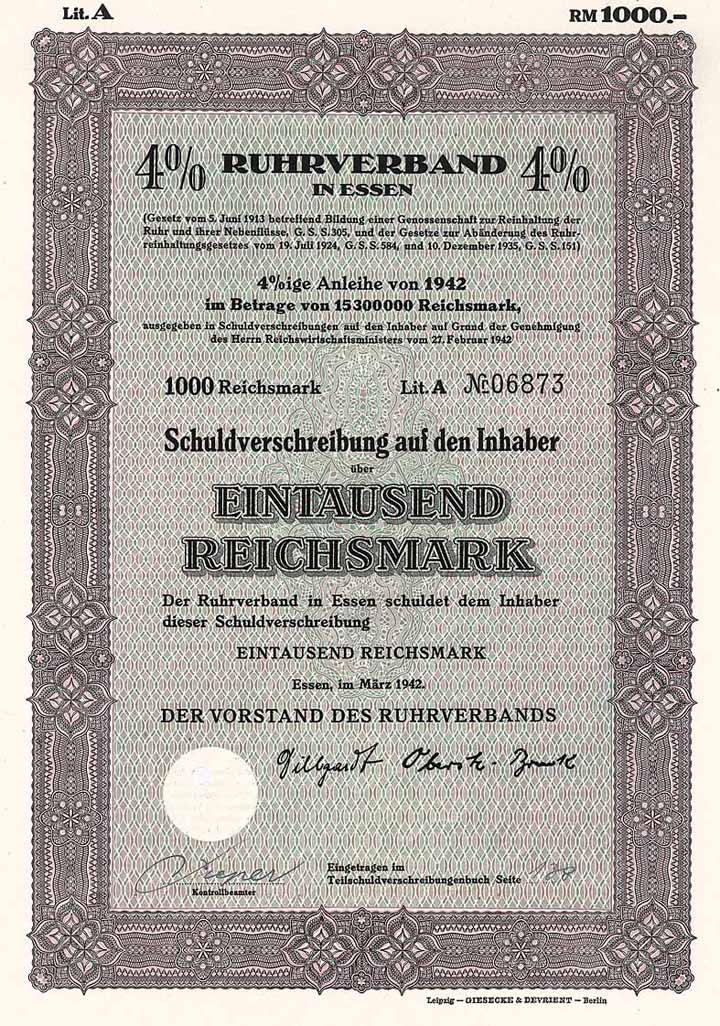 Lit. A RM 1000.-
4% RUHRVERBAND 4%
IN ESSEN
(Gesetz vom 5. Juni 1913 betreffend Bildung einer Genossenschaft zur Reinhaltung der
Ruhr und ihrer Nebenflüsse, G. S. S. 305, und der Gesetze zur Abänderung des Ruhr-
reinhaltungsgesetzes vom 19. Juli 1924, G. S. S. 584, und 10. Dezember 1935, G. S. S. 151)
4%ige Anleihe von 1942
im Betrage von 15300000 Reichsmark,
ausgegeben in Schuldverschreibungen auf den Inhaber auf Grund der Genehmigung
des Herrn Reichswirtschaftsministers vom 27. Februar 1942
1000 Reichsmark Lit. A № 06873
Schuldverschreibung auf den Inhaber
über
EINTAUSEND
REICHSMARK
Der Ruhrverband in Essen schuldet dem Inhaber
dieser Schuldverschreibung
EINTAUSEND REICHSMARK
Essen, im März 1942.
DER VORSTAND DES RUHRVERBANDS
Eingetragen im
Kontrollbeamter Teilschuldverschreibungenbuch Seite
Leipzig — GIESECKE & DEVRIENT — Berlin